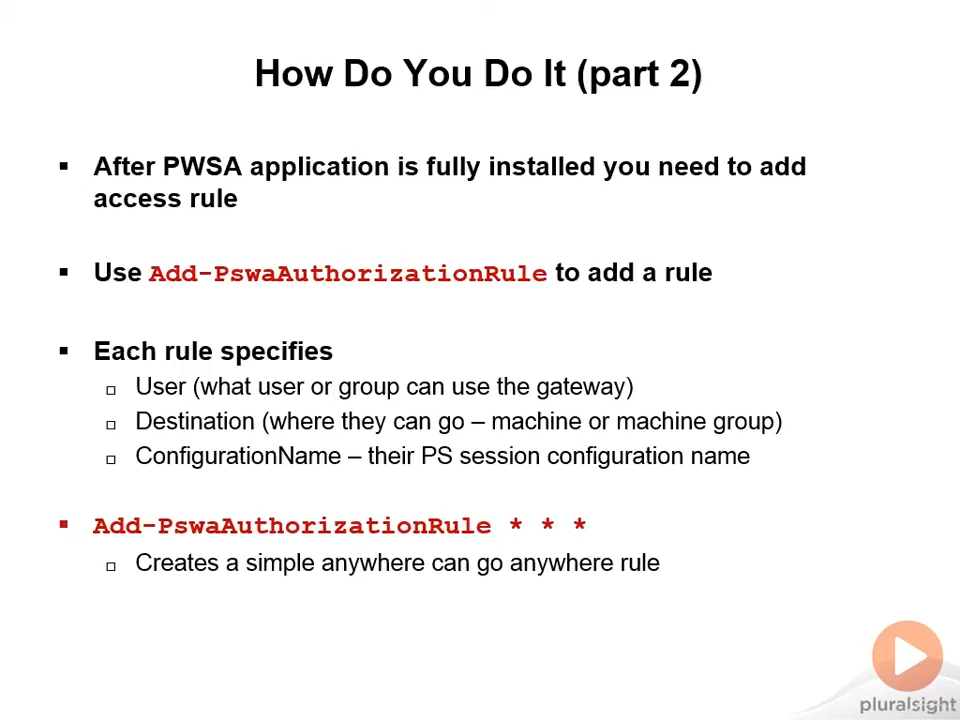 How Do You Do It (part 2)
After PWSA application is fully installed you need to add
access rule
Use Add-PswaAuthorizationRule to add a rule
Each rule specifies
User (what user or group can use the gateway)
Destination (where they can go – machine or machine group)
ConfigurationName – their PS session configuration name
Add-PswaAuthorizationRule * * *
Creates a simple anywhere can go anywhere rule
pluralsight